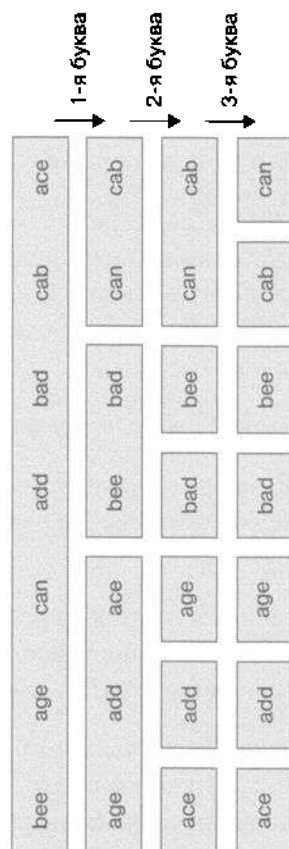 bee age can add bad cab ace
1-я буква
age add ace bee bad can cab
2-я буква
ace add age bad bee can cab
3-я буква
ace add age bad bee cab can